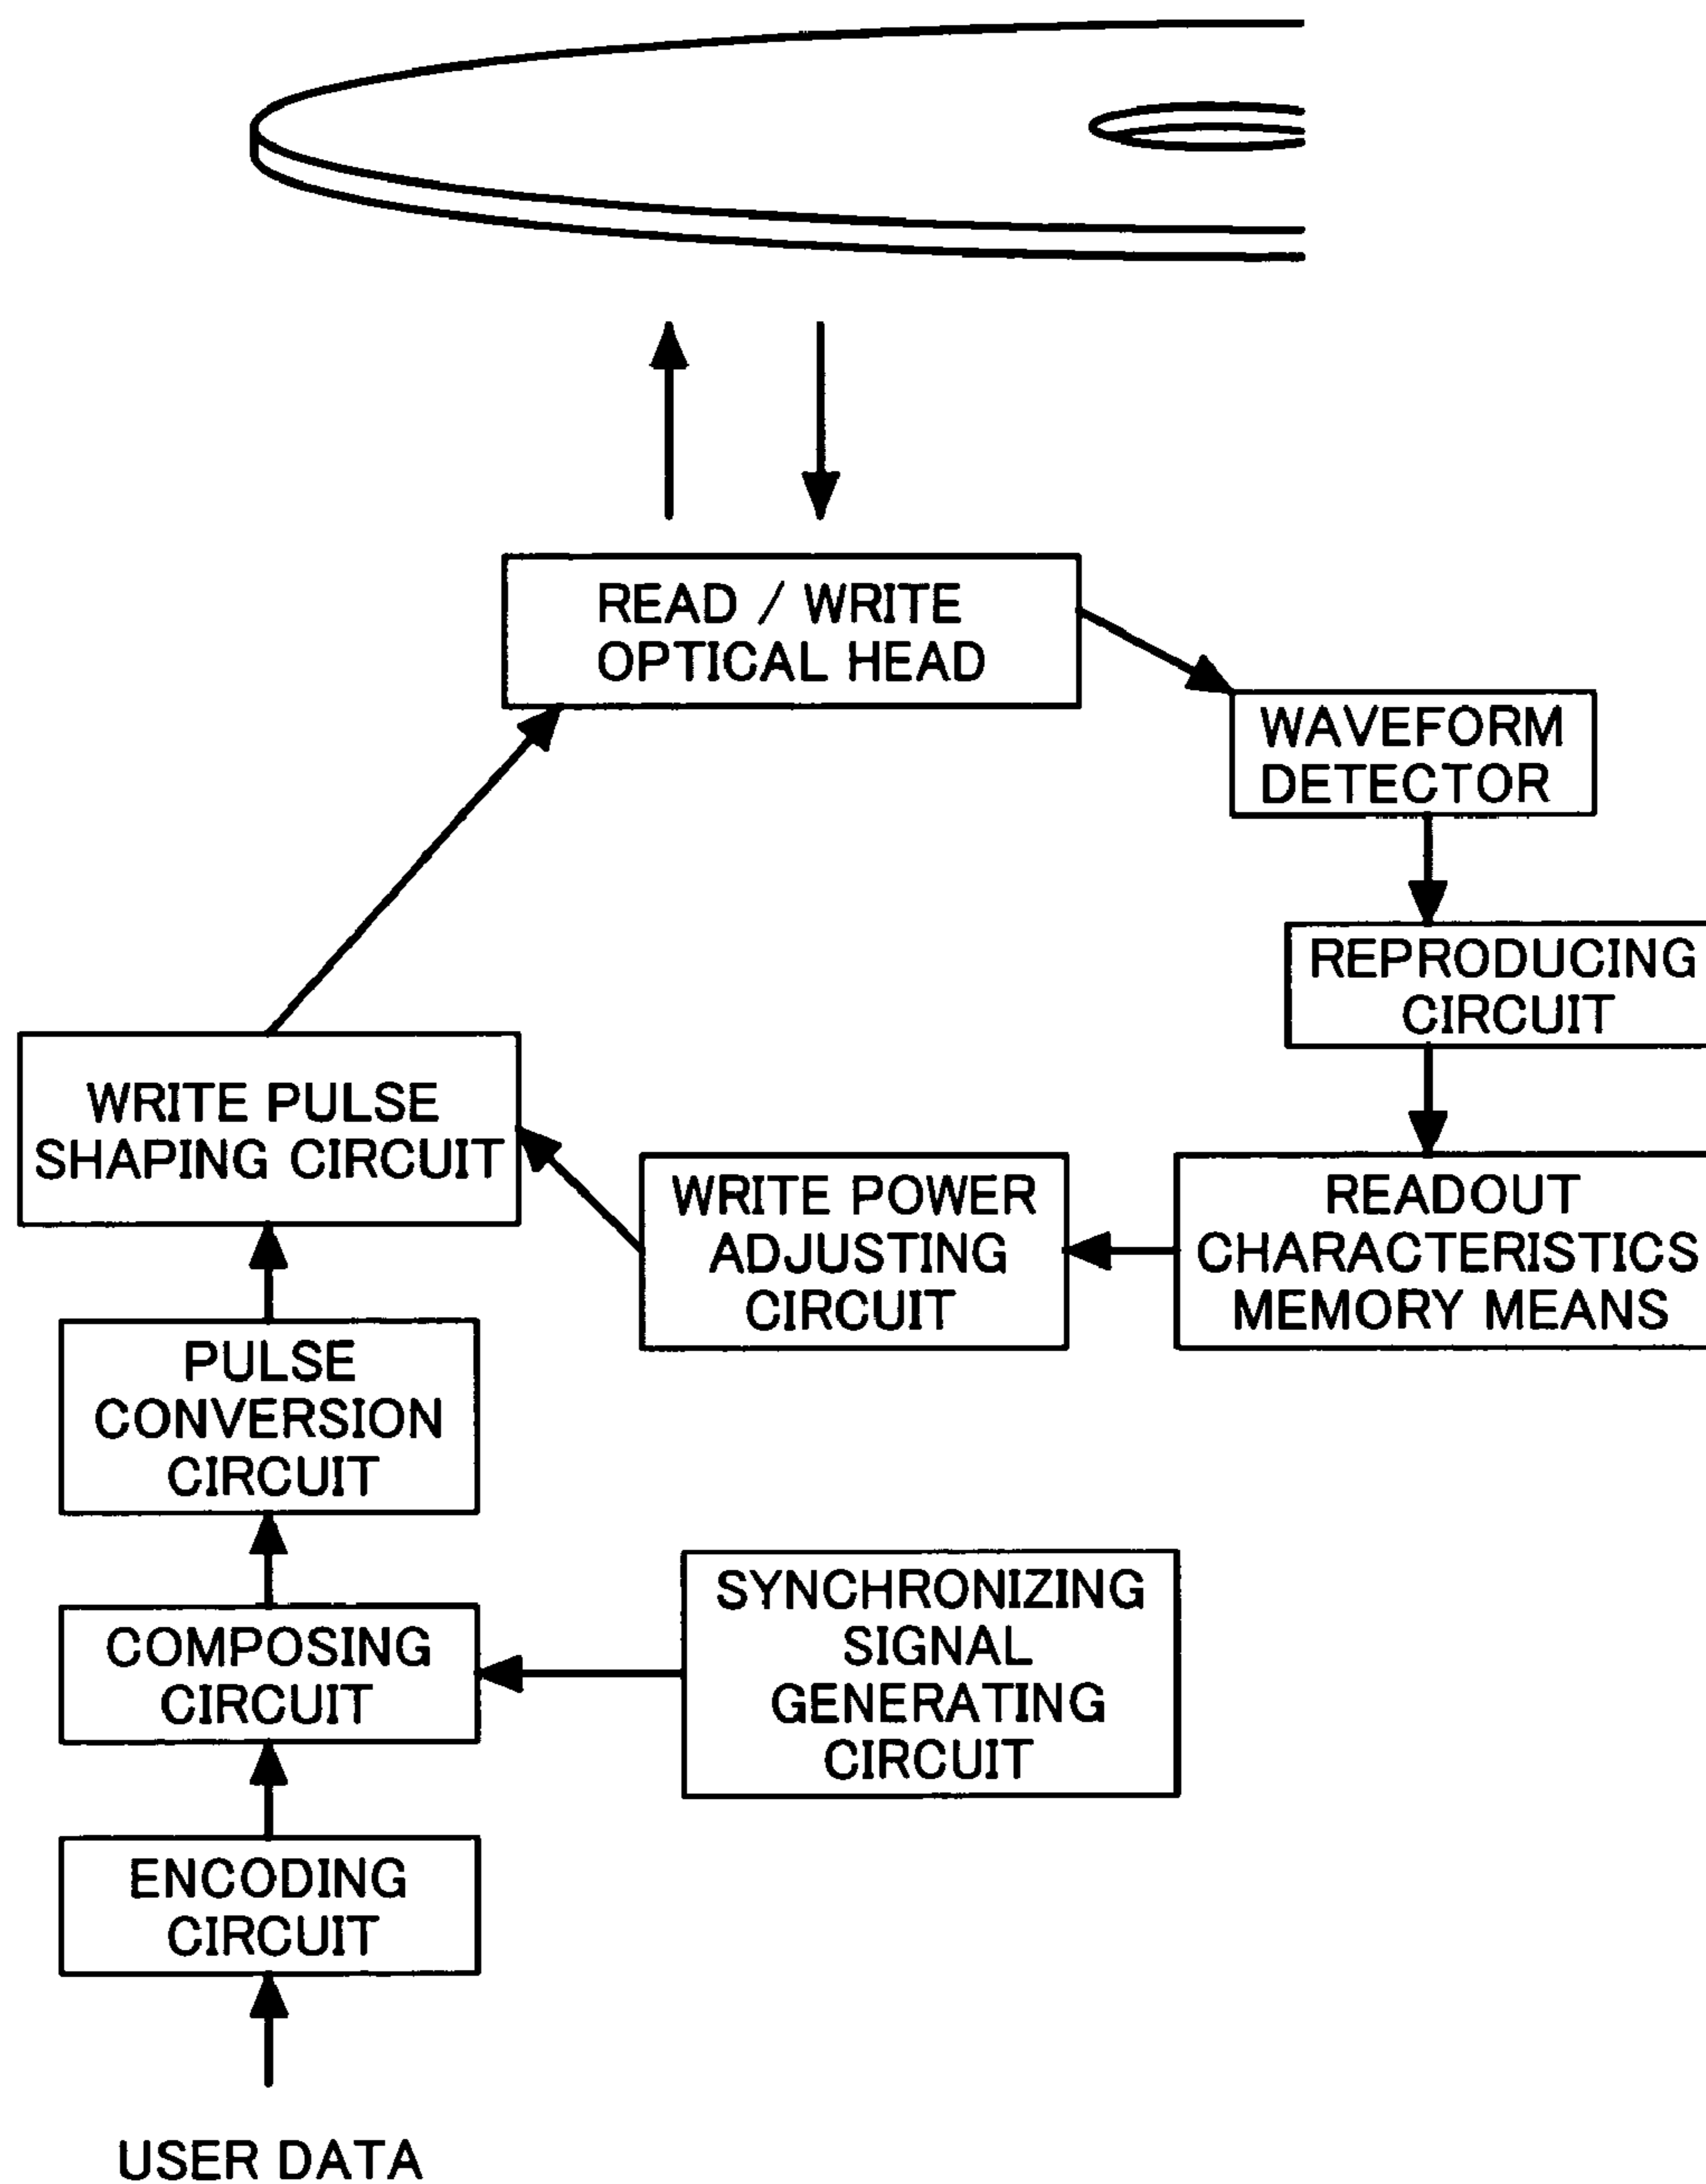 READ / WRITE
OPTICAL HEAD
WAVEFORM
DETECTOR
REPRODUCING
CIRCUIT
WRITE PULSE
SHAPING CIRCUIT
WRITE POWER
ADJUSTING
CIRCUIT
READOUT
CHARACTERISTICS
MEMORY MEANS
PULSE
CONVERSION
CIRCUIT
COMPOSING
CIRCUIT
SYNCHRONIZING
SIGNAL
GENERATING
CIRCUIT
ENCODING
CIRCUIT
USER DATA